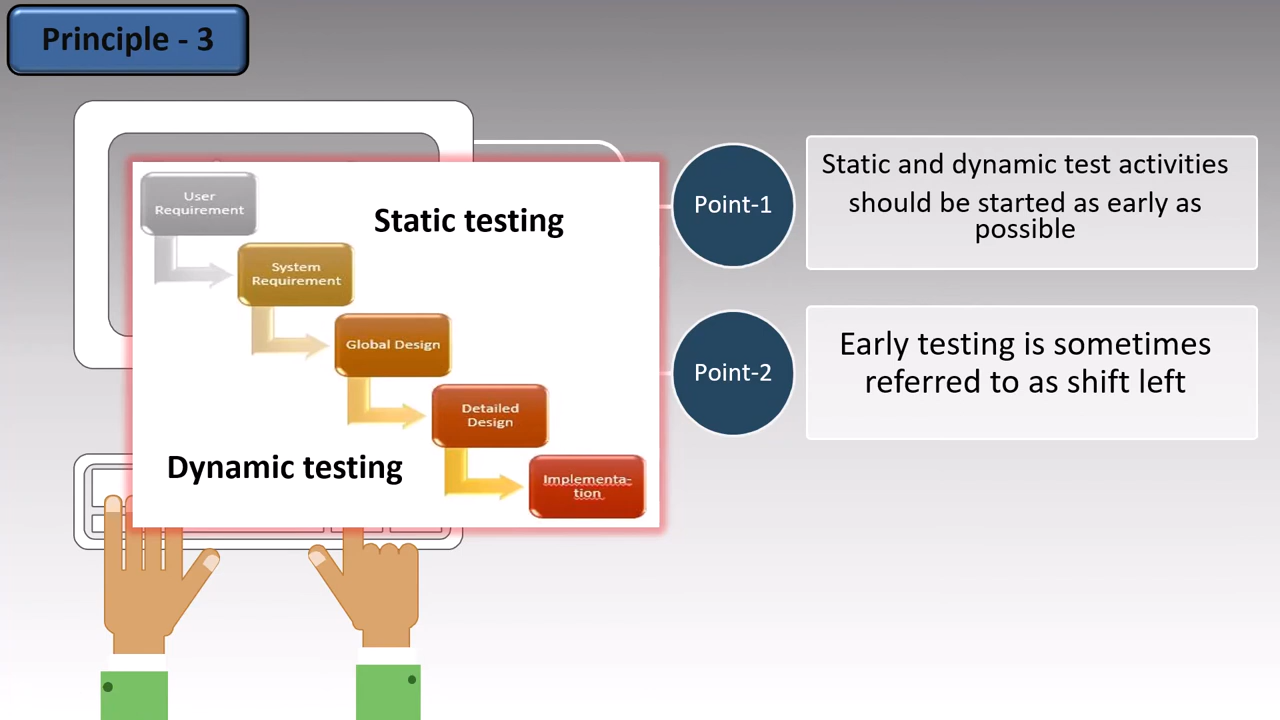 Principle - 3
User
Requirement
Static testing
System
Requirement
Global Design
Detailed
Design
Dynamic testing
Implementa-
tion
Point-1
Static and dynamic test activities
should be started as early as
possible
Point-2
Early testing is sometimes
referred to as shift left